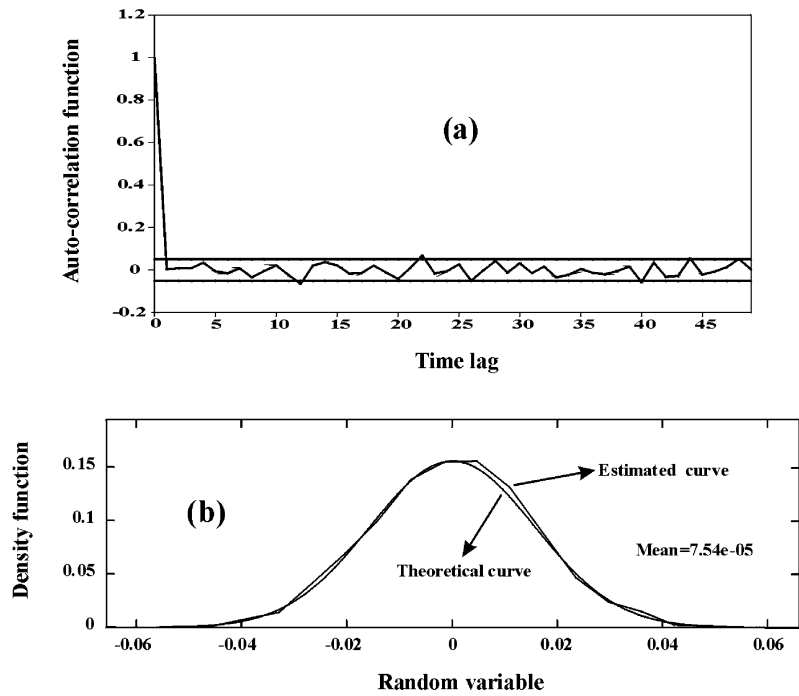 1.2
1
0.8
0.6
0.4
0.2
0
-0.2
Auto-correlation function
(a)
0 5 10 15 20 25 30 35 40 45
Time lag
Density function
0.15
0.1
0.05
0
(b)
Estimated curve
Theoretical curve
Mean=7.54e-05
-0.06 -0.04 -0.02 0 0.02 0.04 0.06
Random variable